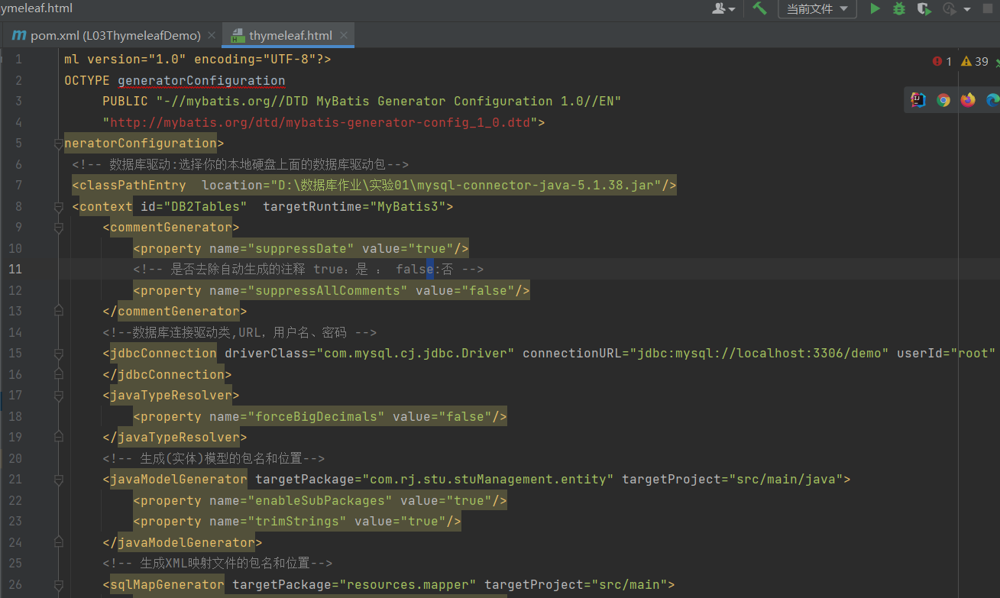 ymeleaf.html
当前文件
pom.xml (L03ThymeleafDemo)
thymeleaf.html
1 39
1 ml version="1.0" encoding="UTF-8"?>
2 OCTYPE generatorConfiguration
3 PUBLIC "-//mybatis.org//DTD MyBatis Generator Configuration 1.0//EN"
4 "http://mybatis.org/dtd/mybatis-generator-config_1_0.dtd">
5 neratorConfiguration>
6 <!-- 数据库驱动:选择你的本地硬盘上面的数据库驱动包-->
7 <classPathEntry  location="D:\数据库作业\实验01\mysql-connector-java-5.1.38.jar"/>
8 <context id="DB2Tables"  targetRuntime="MyBatis3">
9 <commentGenerator>
10 <property name="suppressDate" value="true"/>
11 <!-- 是否去除自动生成的注释 true：是 ： false:否 -->
12 <property name="suppressAllComments" value="false"/>
13 </commentGenerator>
14 <!--数据库连接驱动类,URL，用户名、密码 -->
15 <jdbcConnection driverClass="com.mysql.cj.jdbc.Driver" connectionURL="jdbc:mysql://localhost:3306/demo" userId="root"
16 </jdbcConnection>
17 <javaTypeResolver>
18 <property name="forceBigDecimals" value="false"/>
19 </javaTypeResolver>
20 <!-- 生成(实体)模型的包名和位置-->
21 <javaModelGenerator targetPackage="com.rj.stu.stuManagement.entity" targetProject="src/main/java">
22 <property name="enableSubPackages" value="true"/>
23 <property name="trimStrings" value="true"/>
24 </javaModelGenerator>
25 <!-- 生成XML映射文件的包名和位置-->
26 <sqlMapGenerator targetPackage="resources.mapper" targetProject="src/main">